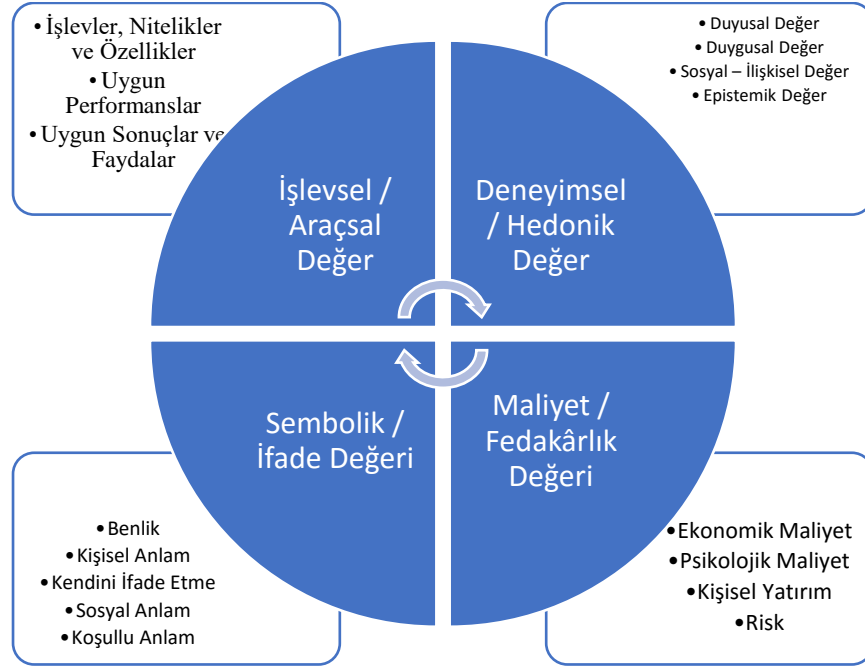 • İşlevler, Nitelikler
ve Özellikler
• Uygun
Performanslar
• Uygun Sonuçlar ve
Faydalar
• Duyusal Değer
• Duygusal Değer
• Sosyal – İlişkisel Değer
• Epistemik Değer
İşlevsel /
Araçsal
Değer
Deneyimsel
/ Hedonik
Değer
Sembolik /
İfade Değeri
Maliyet /
Fedakârlık
Değeri
• Benlik
• Kişisel Anlam
• Kendini İfade Etme
• Sosyal Anlam
• Koşullu Anlam
• Ekonomik Maliyet
• Psikolojik Maliyet
• Kişisel Yatırım
• Risk